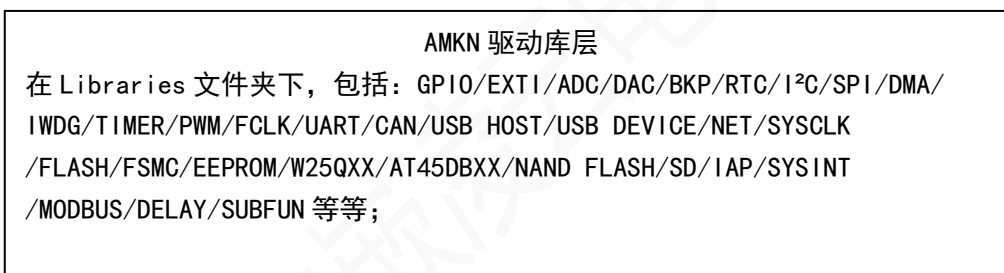 AMKN 驱动库层
在 Libraries 文件夹下，包括：GPIO/EXTI/ADC/DAC/BKP/RTC/I²C/SPI/DMA/
IWDG/TIMER/PWM/FCLK/UART/CAN/USB HOST/USB DEVICE/NET/SYSCLK
/FLASH/FSMC/EEPROM/W25QXX/AT45DBXX/NAND FLASH/SD/IAP/SYSINT
/MODBUS/DELAY/SUBFUN 等等；